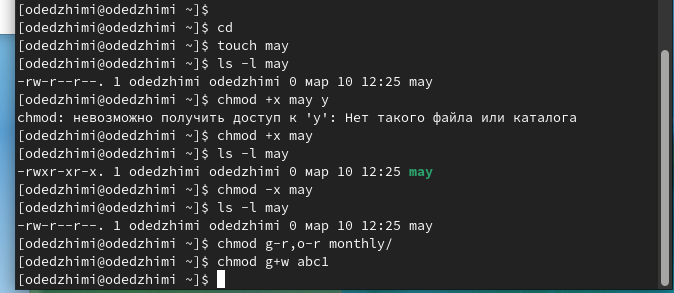 [odedzhimi@odedzhimi ~]$
[odedzhimi@odedzhimi ~]$ cd
[odedzhimi@odedzhimi ~]$ touch may
[odedzhimi@odedzhimi ~]$ ls -l may
-rw-r--r--. 1 odedzhimi odedzhimi 0 мар 10 12:25 may
[odedzhimi@odedzhimi ~]$ chmod +x may y
chmod: невозможно получить доступ к 'y': Нет такого файла или каталога
[odedzhimi@odedzhimi ~]$ chmod +x may
[odedzhimi@odedzhimi ~]$ ls -l may
-rwxr-xr-x. 1 odedzhimi odedzhimi 0 мар 10 12:25 may
[odedzhimi@odedzhimi ~]$ chmod -x may
[odedzhimi@odedzhimi ~]$ ls -l may
-rw-r--r--. 1 odedzhimi odedzhimi 0 мар 10 12:25 may
[odedzhimi@odedzhimi ~]$ chmod g-r,o-r monthly/
[odedzhimi@odedzhimi ~]$ chmod g+w abc1
[odedzhimi@odedzhimi ~]$